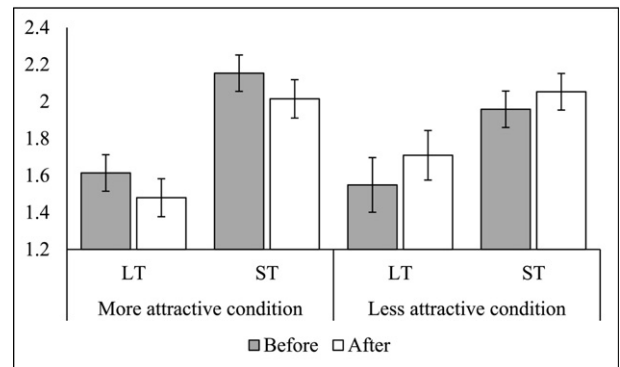 2.4
2.2
2
1.8
1.6
1.4
1.2
LT ST LT ST
More attractive condition Less attractive condition
Before After